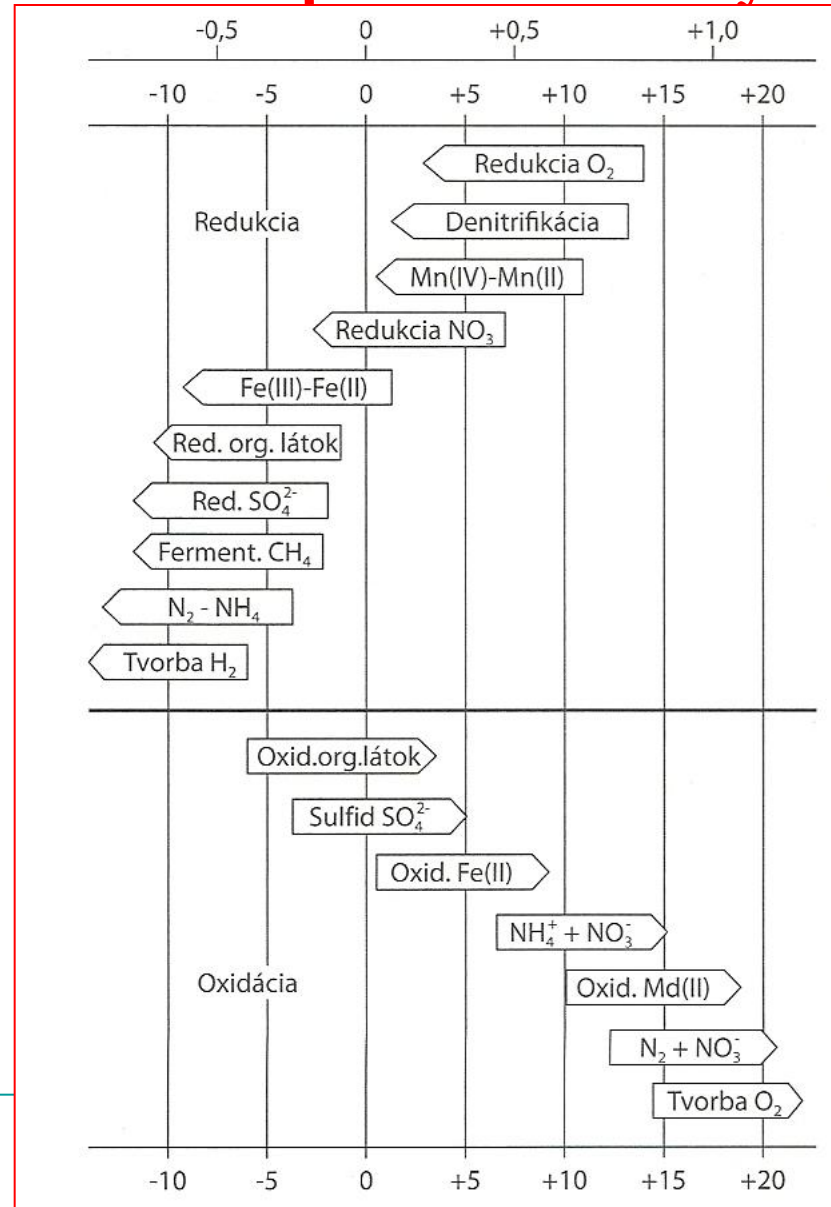 -0,5 0 +0,5 +1,0
-10 -5 0 +5 +10 +15 +20
Redukcia O₂
Redukcia Denitrifikácia
Mn(IV)-Mn(II)
Redukcia NO₃
Fe(III)-Fe(II)
Red. org. látok
Red. SO₄²⁻
Ferment. CH₄
N₂ - NH₄
Tvorba H₂
Oxid.org.látok
Sulfid SO₄²⁻
Oxid. Fe(II)
NH₄⁺ + NO₃⁻
Oxidácia Oxid. Md(II)
N₂ + NO₃⁻
Tvorba O₂
-10 -5 0 +5 +10 +15 +20